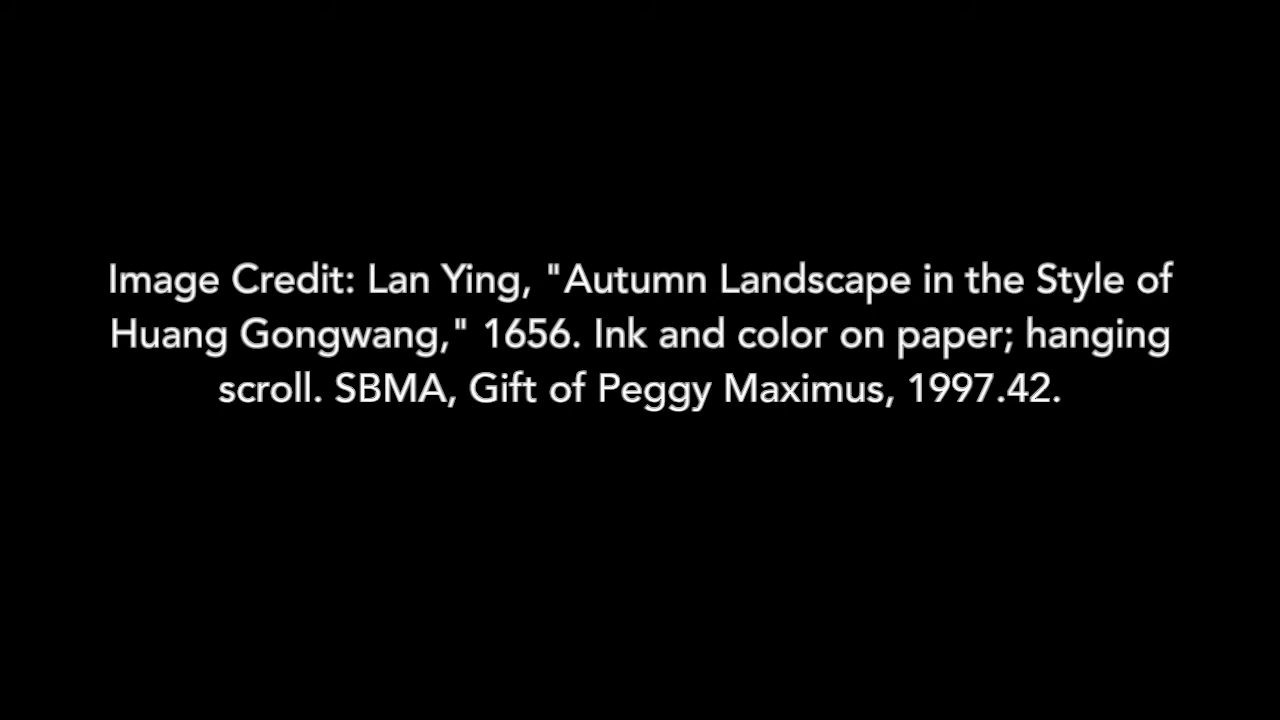 Image Credit: Lan Ying, "Autumn Landscape in the Style of
Huang Gongwang," 1656. Ink and color on paper; hanging
scroll. SBMA, Gift of Peggy Maximus, 1997.42.